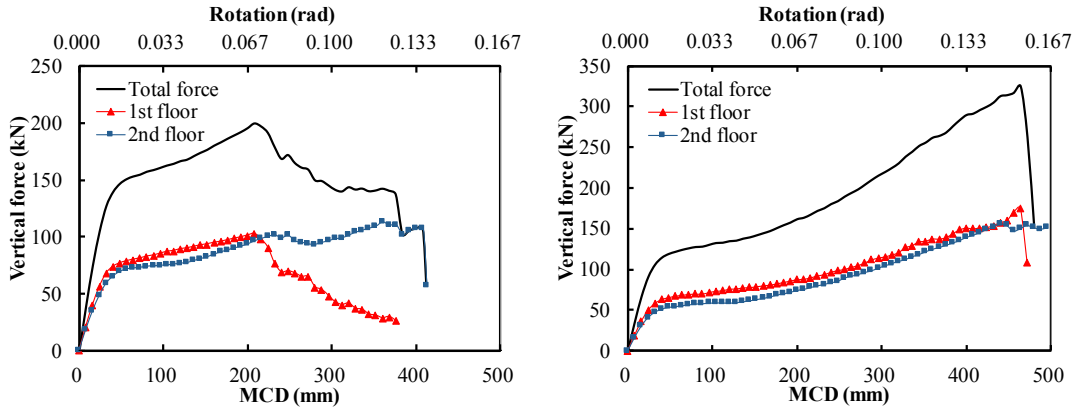 Rotation (rad)
0.000 0.033 0.067 0.100 0.133 0.167
250
200
150
100
50
0
Vertical force (kN)
Total force
1st floor
2nd floor
0 100 200 300 400 500
MCD (mm)
Rotation (rad)
0.000 0.033 0.067 0.100 0.133 0.167
350
300
250
200
150
100
50
0
Vertical force (kN)
Total force
1st floor
2nd floor
0 100 200 300 400 500
MCD (mm)